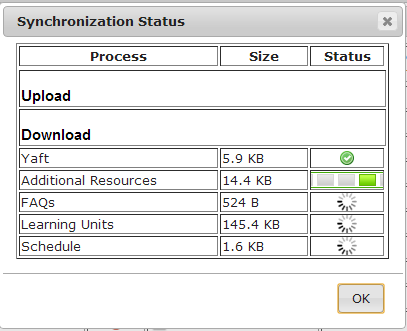 Synchronization Status
Process Size Status
Upload
Download
Yaft 5.9 KB
Additional Resources 14.4 KB
FAQs 524 B
Learning Units 145.4 KB
Schedule 1.6 KB
OK